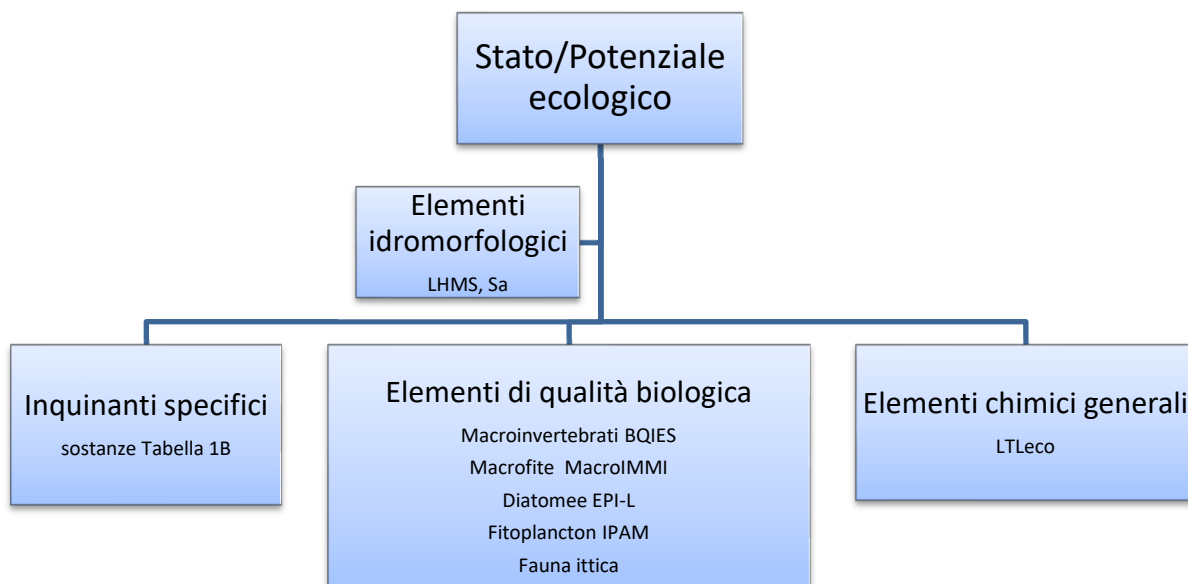 Stato/Potenziale
ecologico
Elementi
idromorfologici
LHMS, Sa
Inquinanti specifici
sostanze Tabella 1B
Elementi di qualità biologica
Macroinvertebrati BQIES
Macrofite MacroIMMI
Diatomee EPI-L
Fitoplancton IPAM
Fauna ittica
Elementi chimici generali
LTLeco